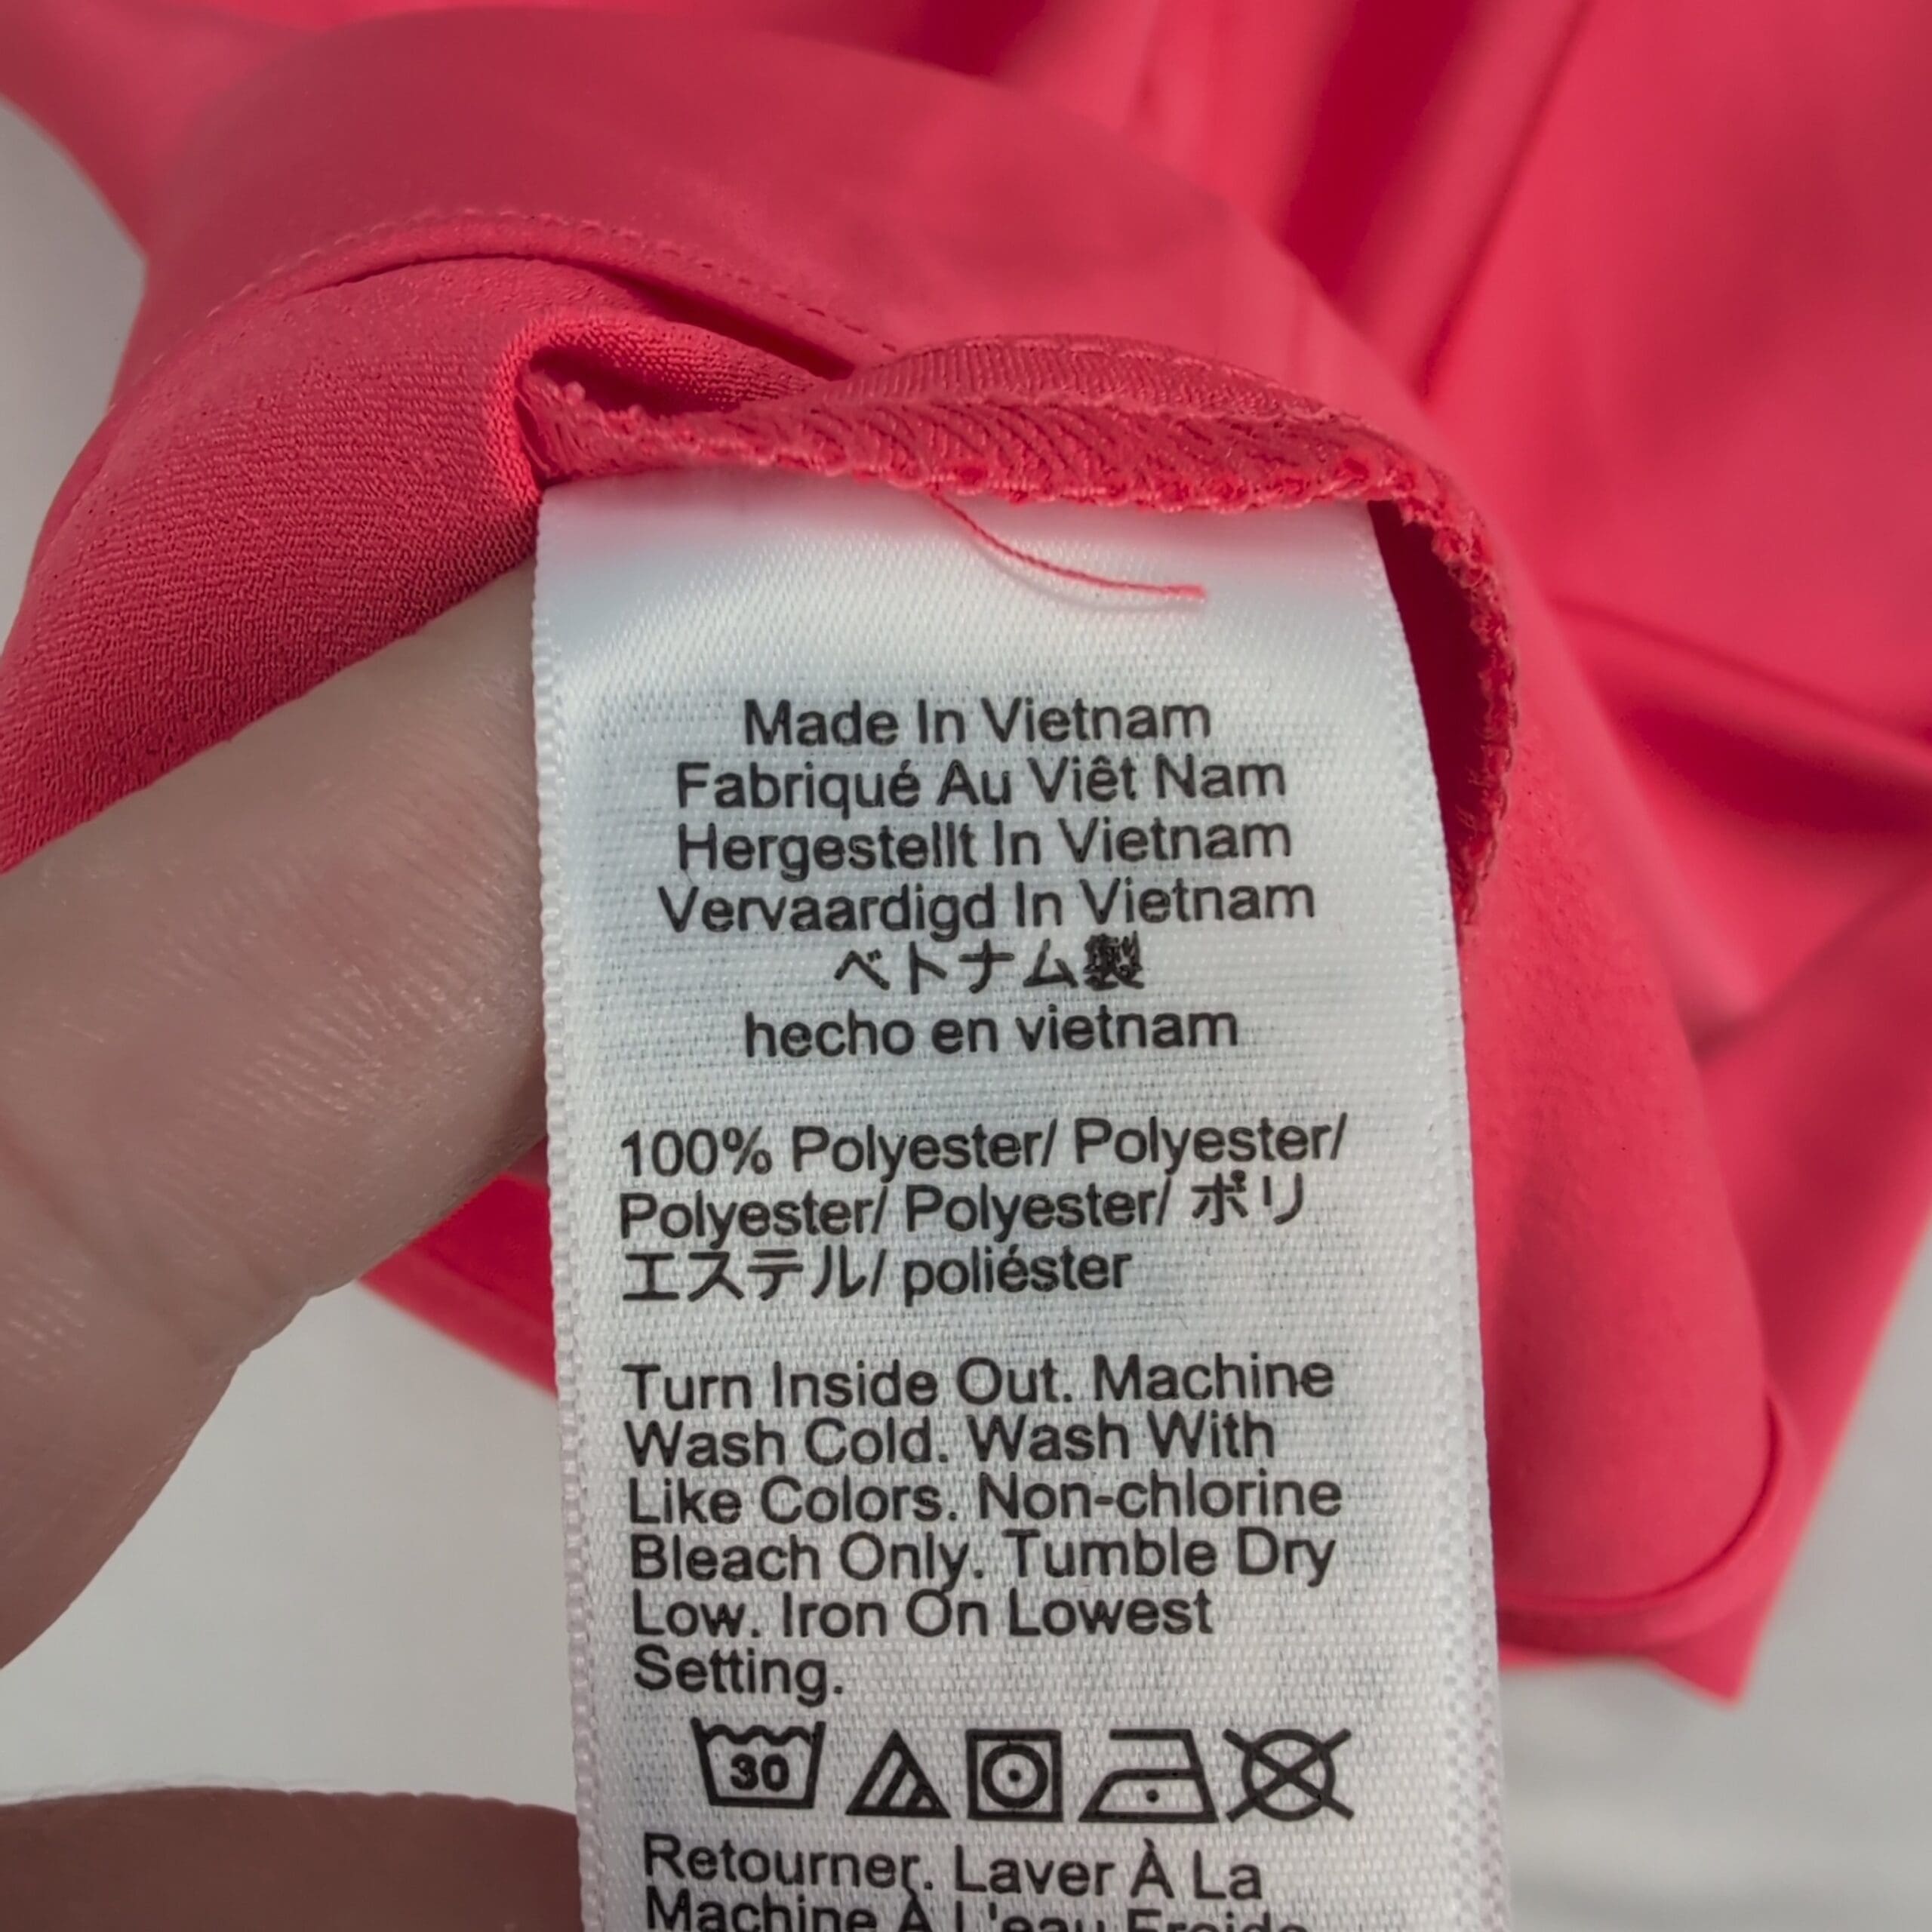 Made In Vietnam
Fabriqué Au Viêt Nam
Hergestellt In Vietnam
Vervaardigd In Vietnam
ベトナム製
hecho en vietnam
100% Polyester/ Polyester/
Polyester/ Polyester/ ポリ
エステル/ poliéster
Turn Inside Out. Machine
Wash Cold. Wash With
Like Colors. Non-chlorine
Bleach Only. Tumble Dry
Low. Iron On Lowest
Setting.
30
Retourner. Laver À La
Machine À L'eau Froide